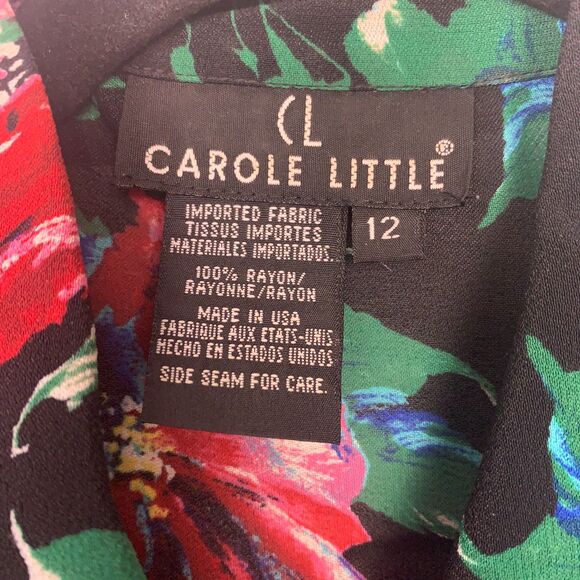 CL
CAROLE LITTLE®
IMPORTED FABRIC
TISSUS IMPORTES
MATERIALES IMPORTADOS.
100% RAYON/
RAYONNE/RAYON
MADE IN USA
FABRIQUE AUX ETATS-UNIS
HECHO EN ESTADOS UNIDOS
SIDE SEAM FOR CARE.
12